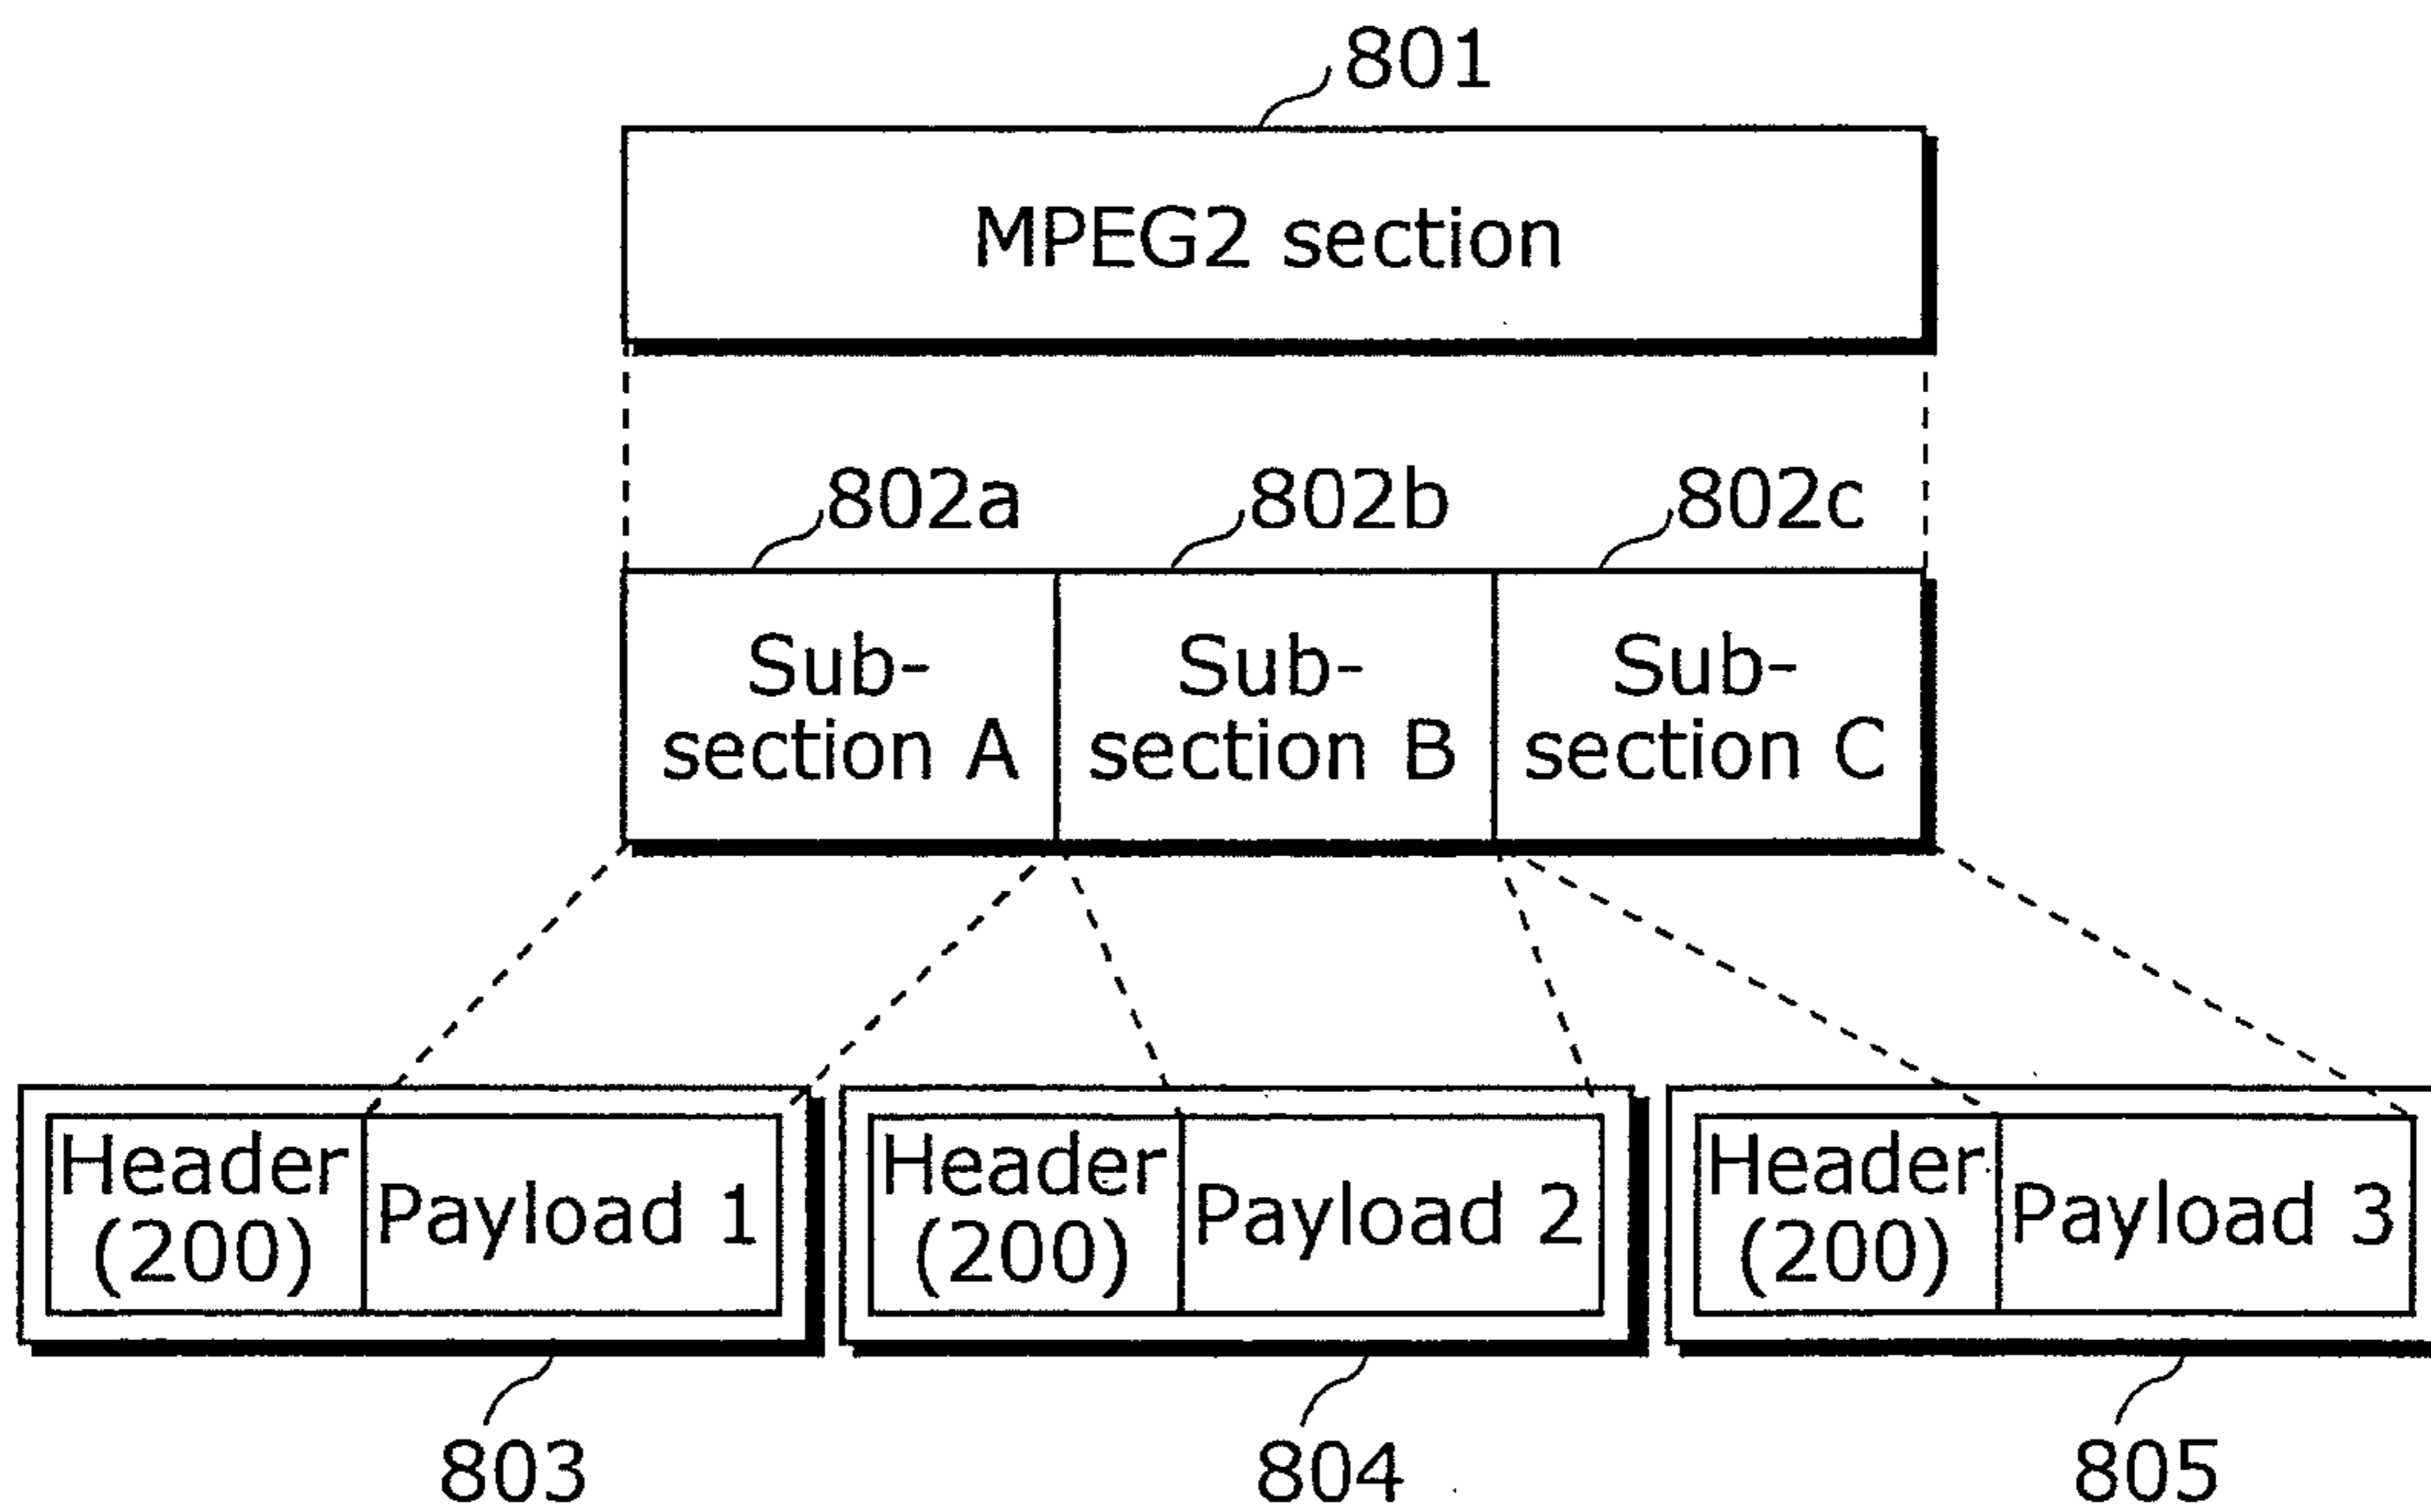 801
MPEG2 section
802a
802b
802c
Sub-
section A
Sub-
section B
Sub-
section C
Header
(200)
Payload 1
Header
(200)
Payload 2
Header
(200)
Payload 3
803
804
805